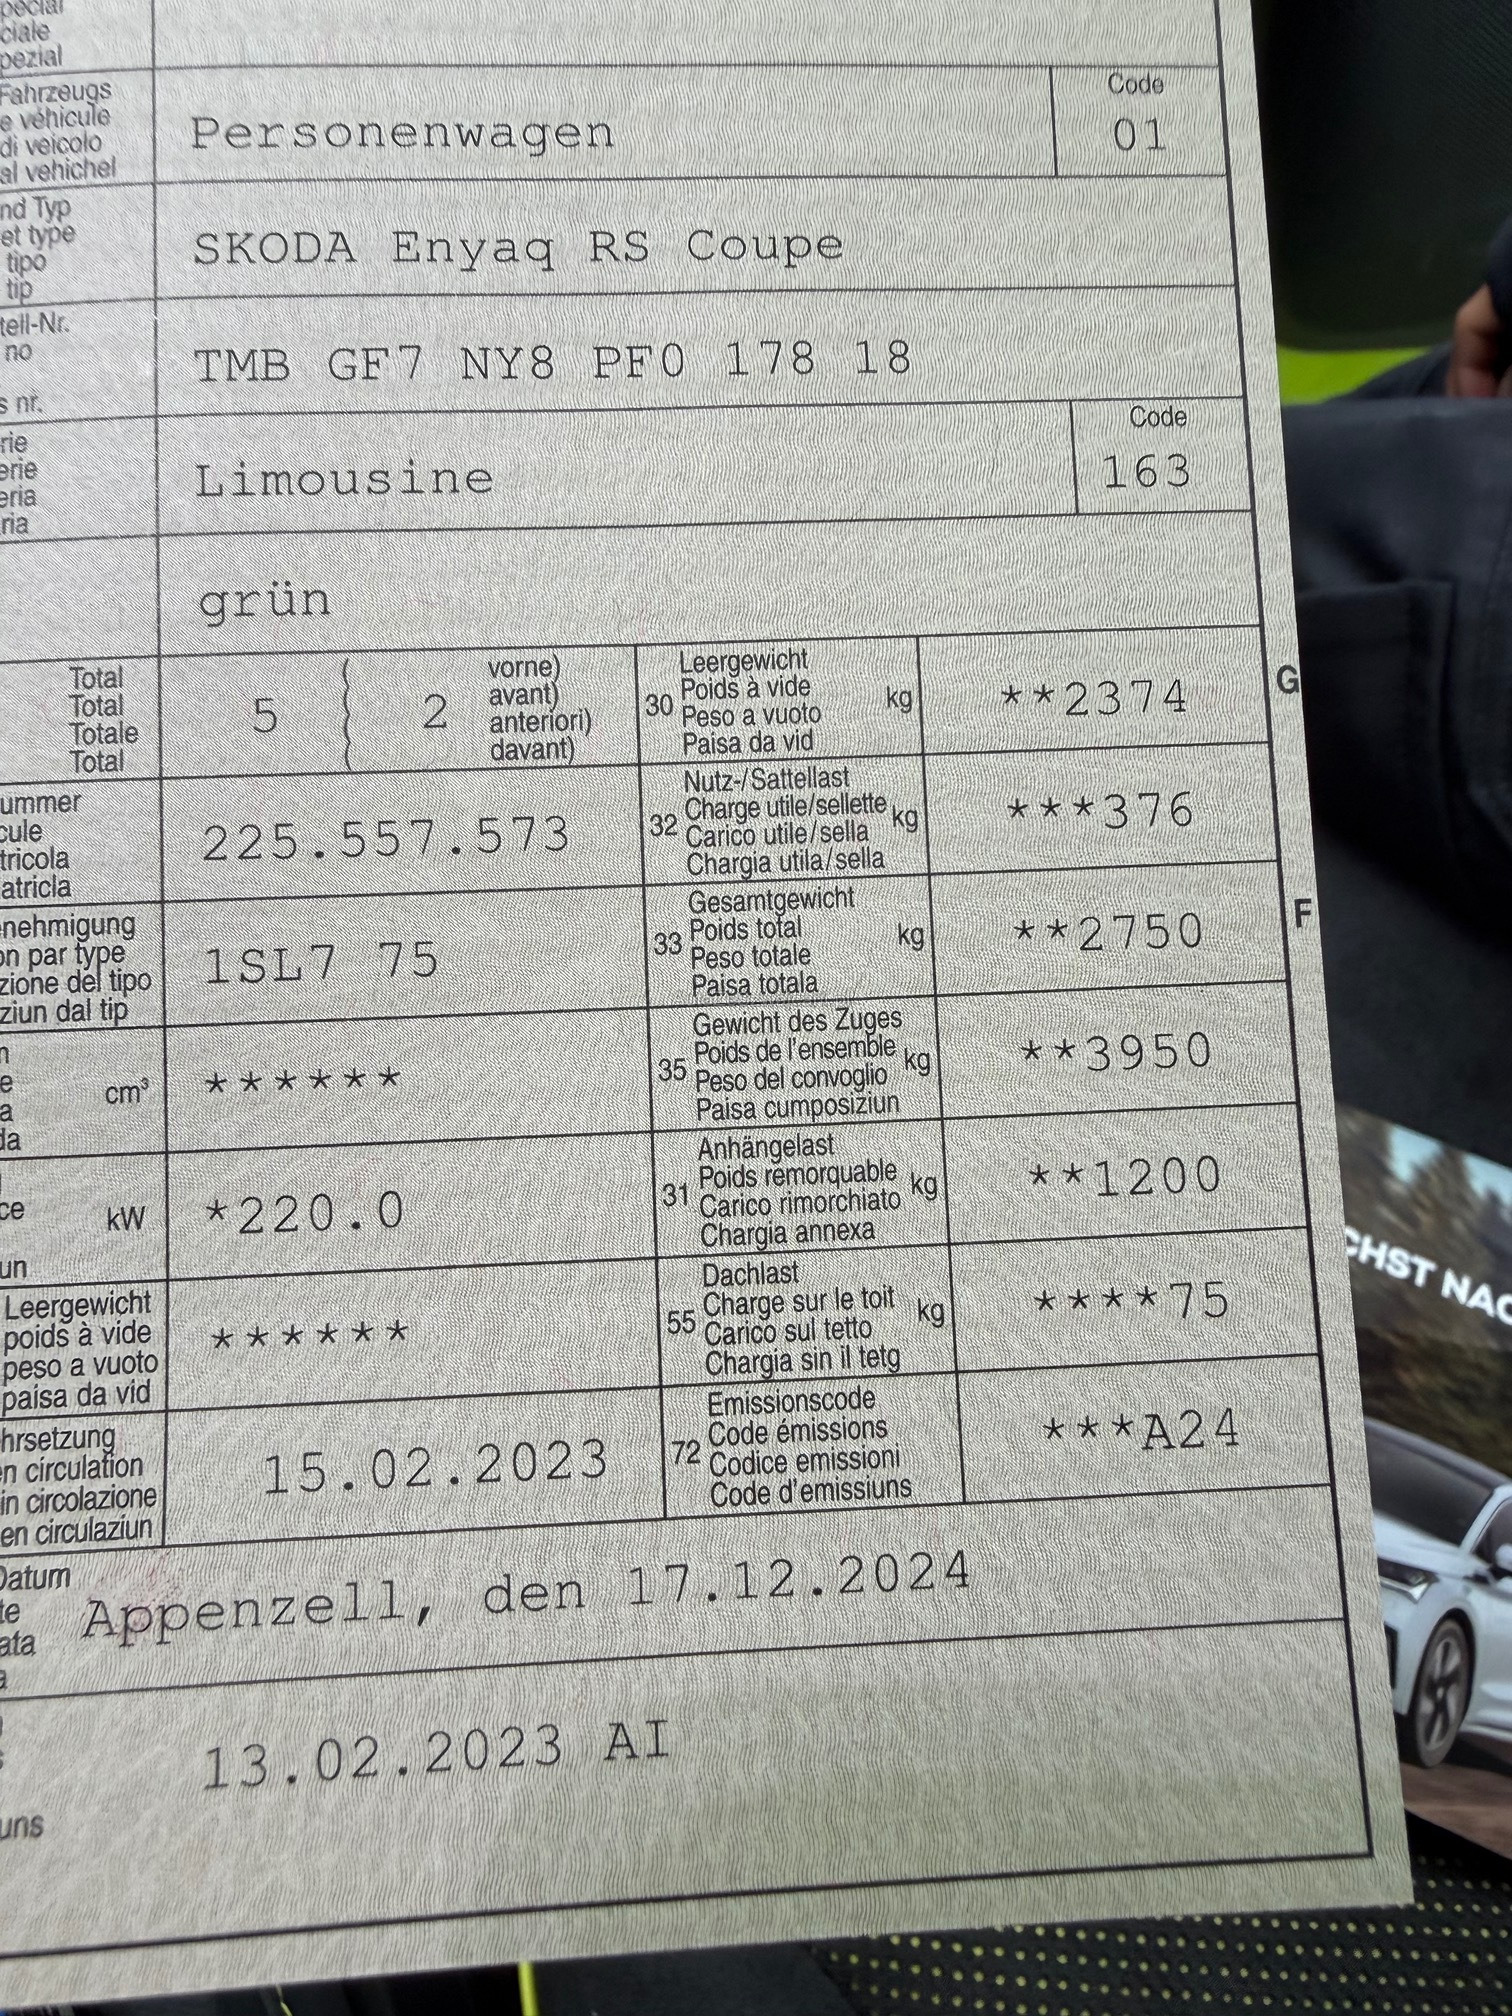 ciale
pezial
Fahrzeugs
e véhicule
di veicolo
al vehichel
Personenwagen
Code
01
nd Typ
et type
tipo
tip
SKODA Enyaq RS Coupe
tell-Nr.
no
s nr.
TMB GF7 NY8 PF0 178 18
rie
erie
eria
ria
Limousine
Code
163
grün
Total
Total
Totale
Total
5
2
vorne)
avant)
anteriori)
davant)
30
Leergewicht
Poids à vide
Peso a vuoto
Paisa da vid
kg
**2374
G
ummer
cule
tricola
atricla
225.557.573
32
Nutz-/Sattellast
Charge utile/sellette
Carico utile/sella
Chargia utila/sella
kg
***376
nehmigung
on par type
zione del tipo
ziun dal tip
1SL7 75
33
Gesamtgewicht
Poids total
Peso totale
Paisa totala
kg
**2750
F
cm³
******
35
Gewicht des Zuges
Poids de l'ensemble
Peso del convoglio
Paisa cumposiziun
kg
**3950
ce
un
kW
*220.0
31
Anhängelast
Poids remorquable
Carico rimorchiato
Chargia annexa
kg
**1200
Leergewicht
poids à vide
peso a vuoto
paisa da vid
******
55
Dachlast
Charge sur le toit
Carico sul tetto
Chargia sin il tetg
kg
****75
hrsetzung
n circulation
in circolazione
en circulaziun
15.02.2023
72
Emissionscode
Code émissions
Codice emissioni
Code d'emissiuns
***A24
Datum
te
ata
a
Appenzell, den 17.12.2024
13.02.2023 AI
uns
CHST NAC